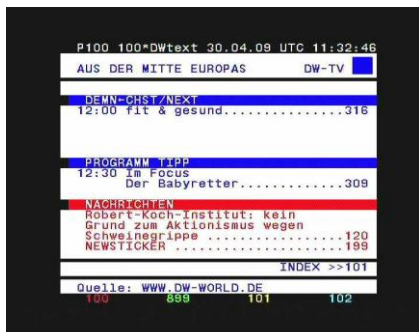 P100 100*DWtext 30.04.09 UTC 11:32:46
AUS DER MITTE EUROPAS DW-TV
DEMN←CHST/NEXT
12:00 fit & gesund...............316
PROGRAMM TIPP
12:30 Im Focus
Der Babyretter............309
NACHRICHTEN
Robert-Koch-Institut: kein
Grund zum Aktionismus wegen
Schweinegrippe .................120
NEWSTICKER .....................199
INDEX >>101
Quelle: WWW.DW-WORLD.DE
100 899 101 102